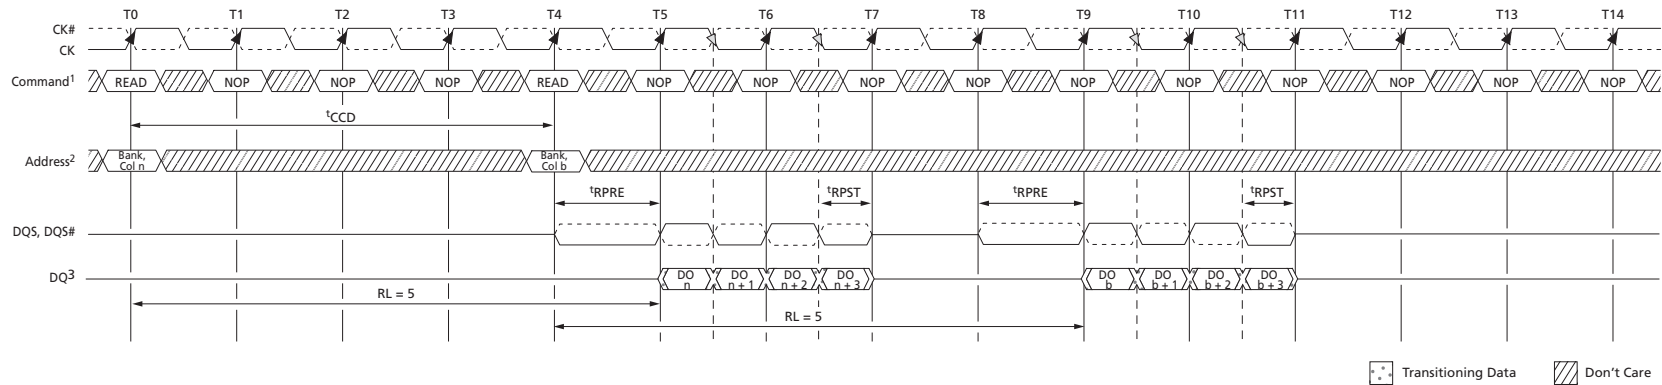 T0 T1 T2 T3 T4 T5 T6 T7 T8 T9 T10 T11 T12 T13 T14
CK#
CK
Command1 READ NOP NOP NOP READ NOP NOP NOP NOP NOP NOP NOP NOP NOP NOP
tCCD
Address2 Bank, Col n Bank, Col b
tRPRE tRPST tRPRE tRPST
DQS, DQS#
DQ3 DO n DO n + 1 DO n + 2 DO n + 3 DO b DO b + 1 DO b + 2 DO b + 3
RL = 5
RL = 5
Transitioning Data Don't Care